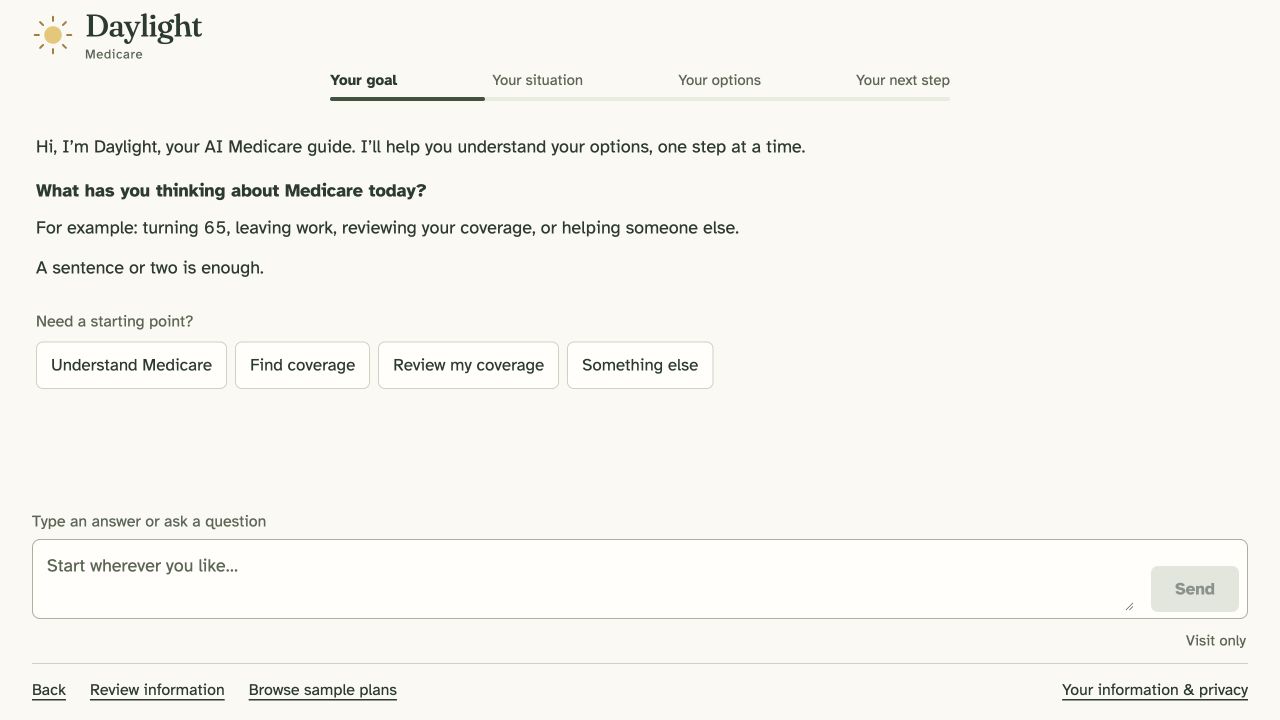 Daylight
Medicare
Your goal
Your situation
Your options
Your next step
Hi, I’m Daylight, your AI Medicare guide. I’ll help you understand your options, one step at a time.
What has you thinking about Medicare today?
For example: turning 65, leaving work, reviewing your coverage, or helping someone else.
A sentence or two is enough.
Need a starting point?
Understand Medicare
Find coverage
Review my coverage
Something else
Type an answer or ask a question
Start wherever you like...
Send
Visit only
Back
Review information
Browse sample plans
Your information & privacy